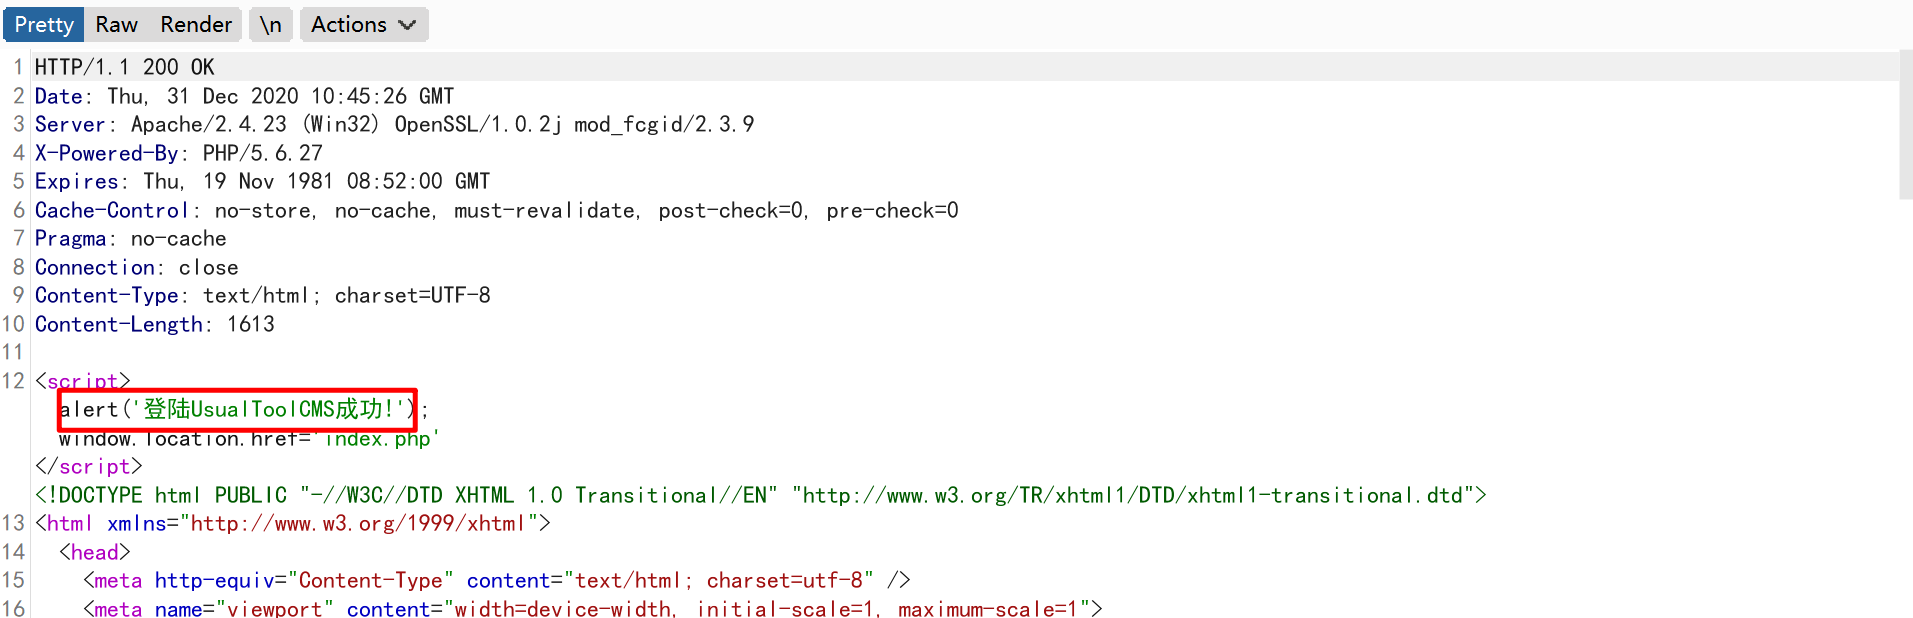 Pretty Raw Render \n Actions
1 HTTP/1.1 200 OK
2 Date: Thu, 31 Dec 2020 10:45:26 GMT
3 Server: Apache/2.4.23 (Win32) OpenSSL/1.0.2j mod_fcgid/2.3.9
4 X-Powered-By: PHP/5.6.27
5 Expires: Thu, 19 Nov 1981 08:52:00 GMT
6 Cache-Control: no-store, no-cache, must-revalidate, post-check=0, pre-check=0
7 Pragma: no-cache
8 Connection: close
9 Content-Type: text/html; charset=UTF-8
10 Content-Length: 1613
11
12 <script>
alert('登陆UsualToolCMS成功!');
window.location.href='index.php'
</script>
<!DOCTYPE html PUBLIC "-//W3C//DTD XHTML 1.0 Transitional//EN" "http://www.w3.org/TR/xhtml1/DTD/xhtml1-transitional.dtd">
13 <html xmlns="http://www.w3.org/1999/xhtml">
14 <head>
15 <meta http-equiv="Content-Type" content="text/html; charset=utf-8" />
16 <meta name="viewport" content="width=device-width, initial-scale=1, maximum-scale=1">